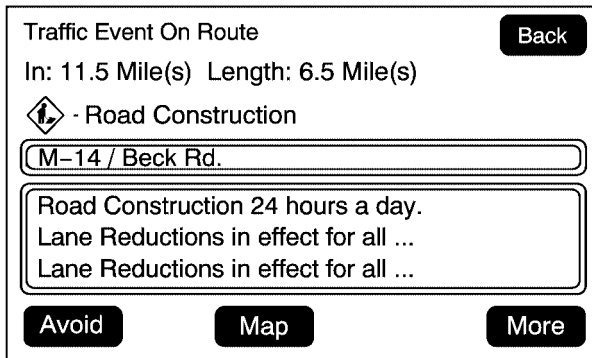 Traffic Event On Route
Back
In: 11.5 Mile(s) Length: 6.5 Mile(s)
- Road Construction
M–14 / Beck Rd.
Road Construction 24 hours a day.
Lane Reductions in effect for all ...
Lane Reductions in effect for all ...
Avoid Map More